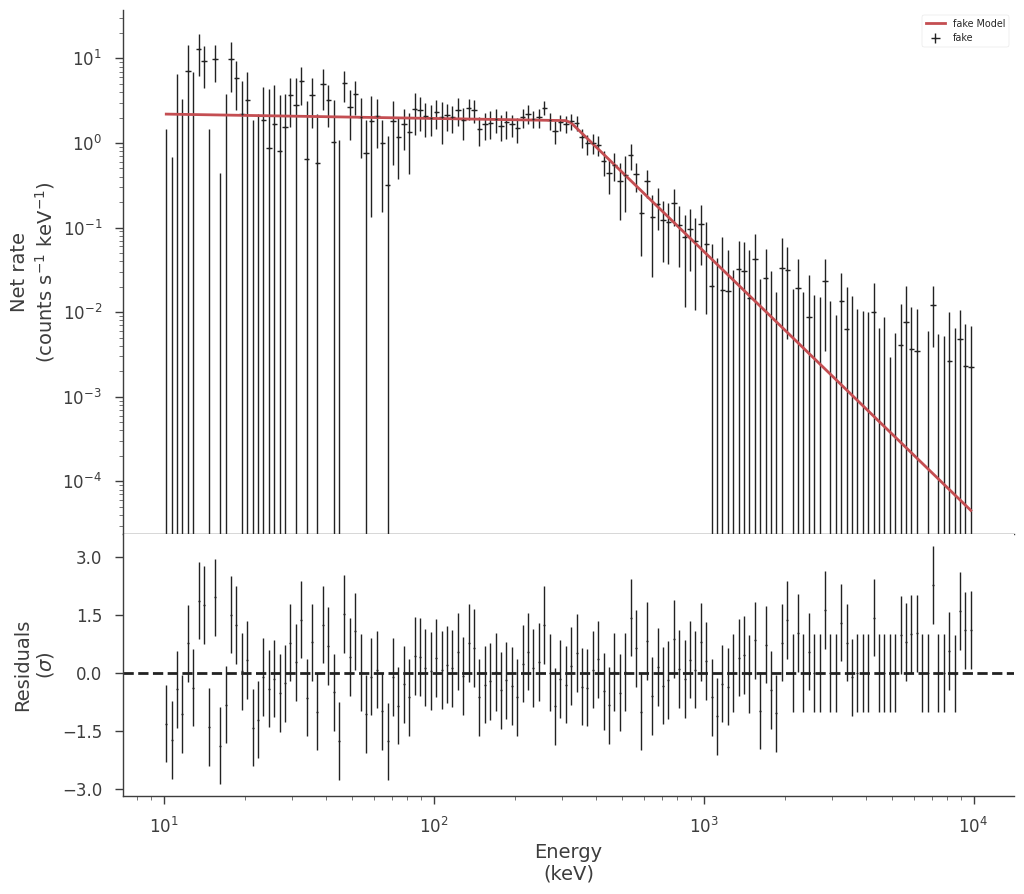 fake Model
fake
Net rate
(counts s⁻¹ keV⁻¹)
10¹
10⁰
10⁻¹
10⁻²
10⁻³
10⁻⁴
Residuals
(σ)
3.0
1.5
0.0
−1.5
−3.0
10¹ 10² 10³ 10⁴
Energy
(keV)